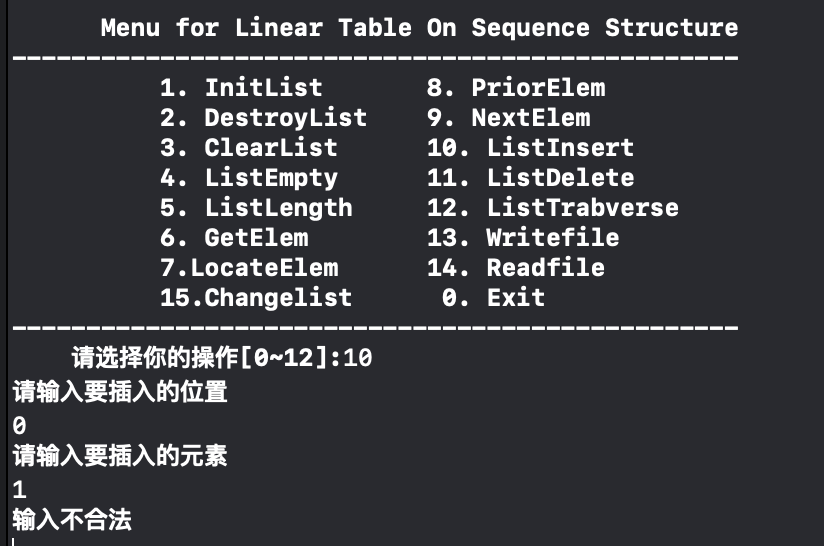 Menu for Linear Table On Sequence Structure
-------------------------------------------------
1. InitList 8. PriorElem
2. DestroyList 9. NextElem
3. ClearList 10. ListInsert
4. ListEmpty 11. ListDelete
5. ListLength 12. ListTrabverse
6. GetElem 13. Writefile
7.LocateElem 14. Readfile
15.Changelist 0. Exit
-------------------------------------------------
请选择你的操作[0~12]:10
请输入要插入的位置
0
请输入要插入的元素
1
输入不合法